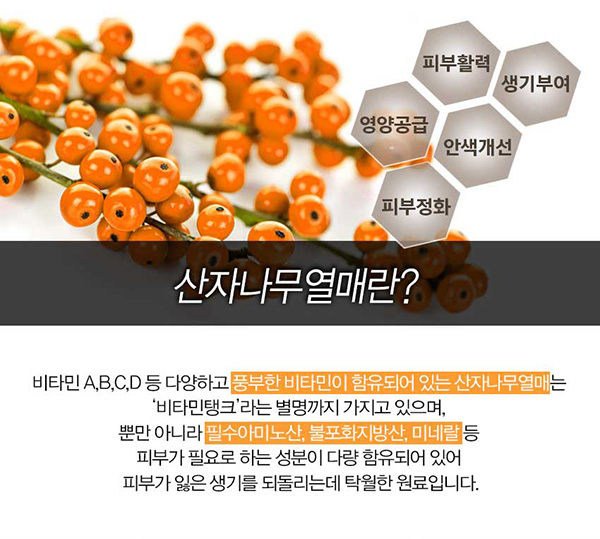 피부활력
생기부여
영양공급
안색개선
피부정화
산자나무열매란?
비타민 A,B,C,D 등 다양하고 풍부한 비타민이 함유되어 있는 산자나무열매는
‘비타민탱크’라는 별명까지 가지고 있으며,
뿐만 아니라 필수아미노산, 불포화지방산, 미네랄 등
피부가 필요로 하는 성분이 다량 함유되어 있어
피부가 잃은 생기를 되돌리는데 탁월한 원료입니다.